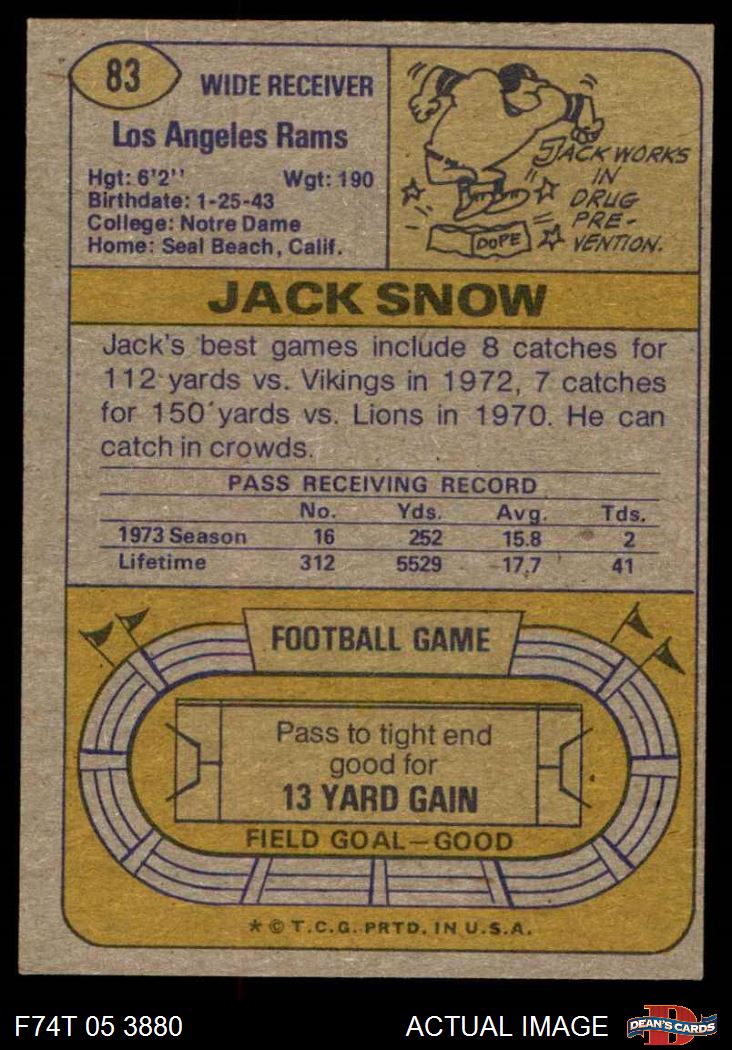 83
WIDE RECEIVER
Los Angeles Rams
Hgt: 6'2'' Wgt: 190
Birthdate: 1-25-43
College: Notre Dame
Home: Seal Beach, Calif.
JACK WORKS
IN
DRUG
PRE-
VENTION.
DOPE
JACK SNOW
Jack's best games include 8 catches for
112 yards vs. Vikings in 1972, 7 catches
for 150 yards vs. Lions in 1970. He can
catch in crowds.
PASS RECEIVING RECORD
No. Yds. Avg. Tds.
1973 Season 16 252 15.8 2
Lifetime 312 5529 17.7 41
FOOTBALL GAME
Pass to tight end
good for
13 YARD GAIN
FIELD GOAL—GOOD
* © T.C.G. PRTD. IN U.S.A.
F74T 05 3880 ACTUAL IMAGE
D
DEAN'S CARDS